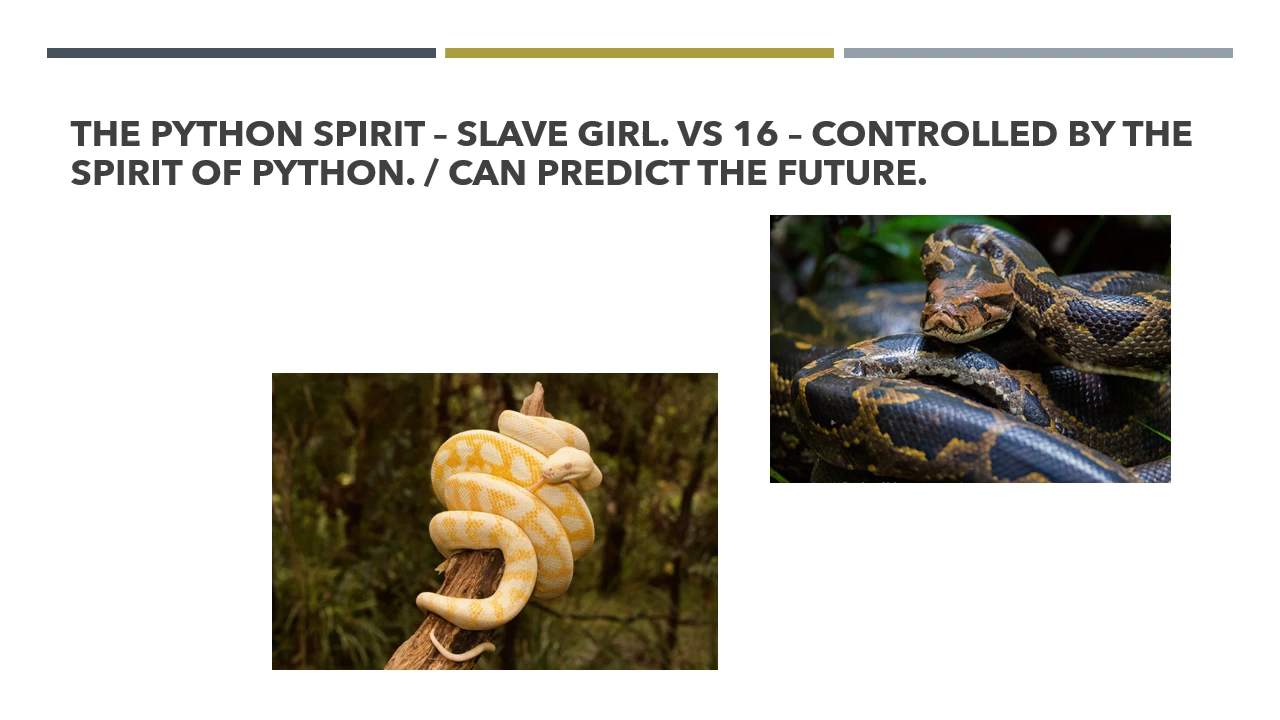 THE PYTHON SPIRIT – SLAVE GIRL. VS 16 – CONTROLLED BY THE
SPIRIT OF PYTHON. / CAN PREDICT THE FUTURE.